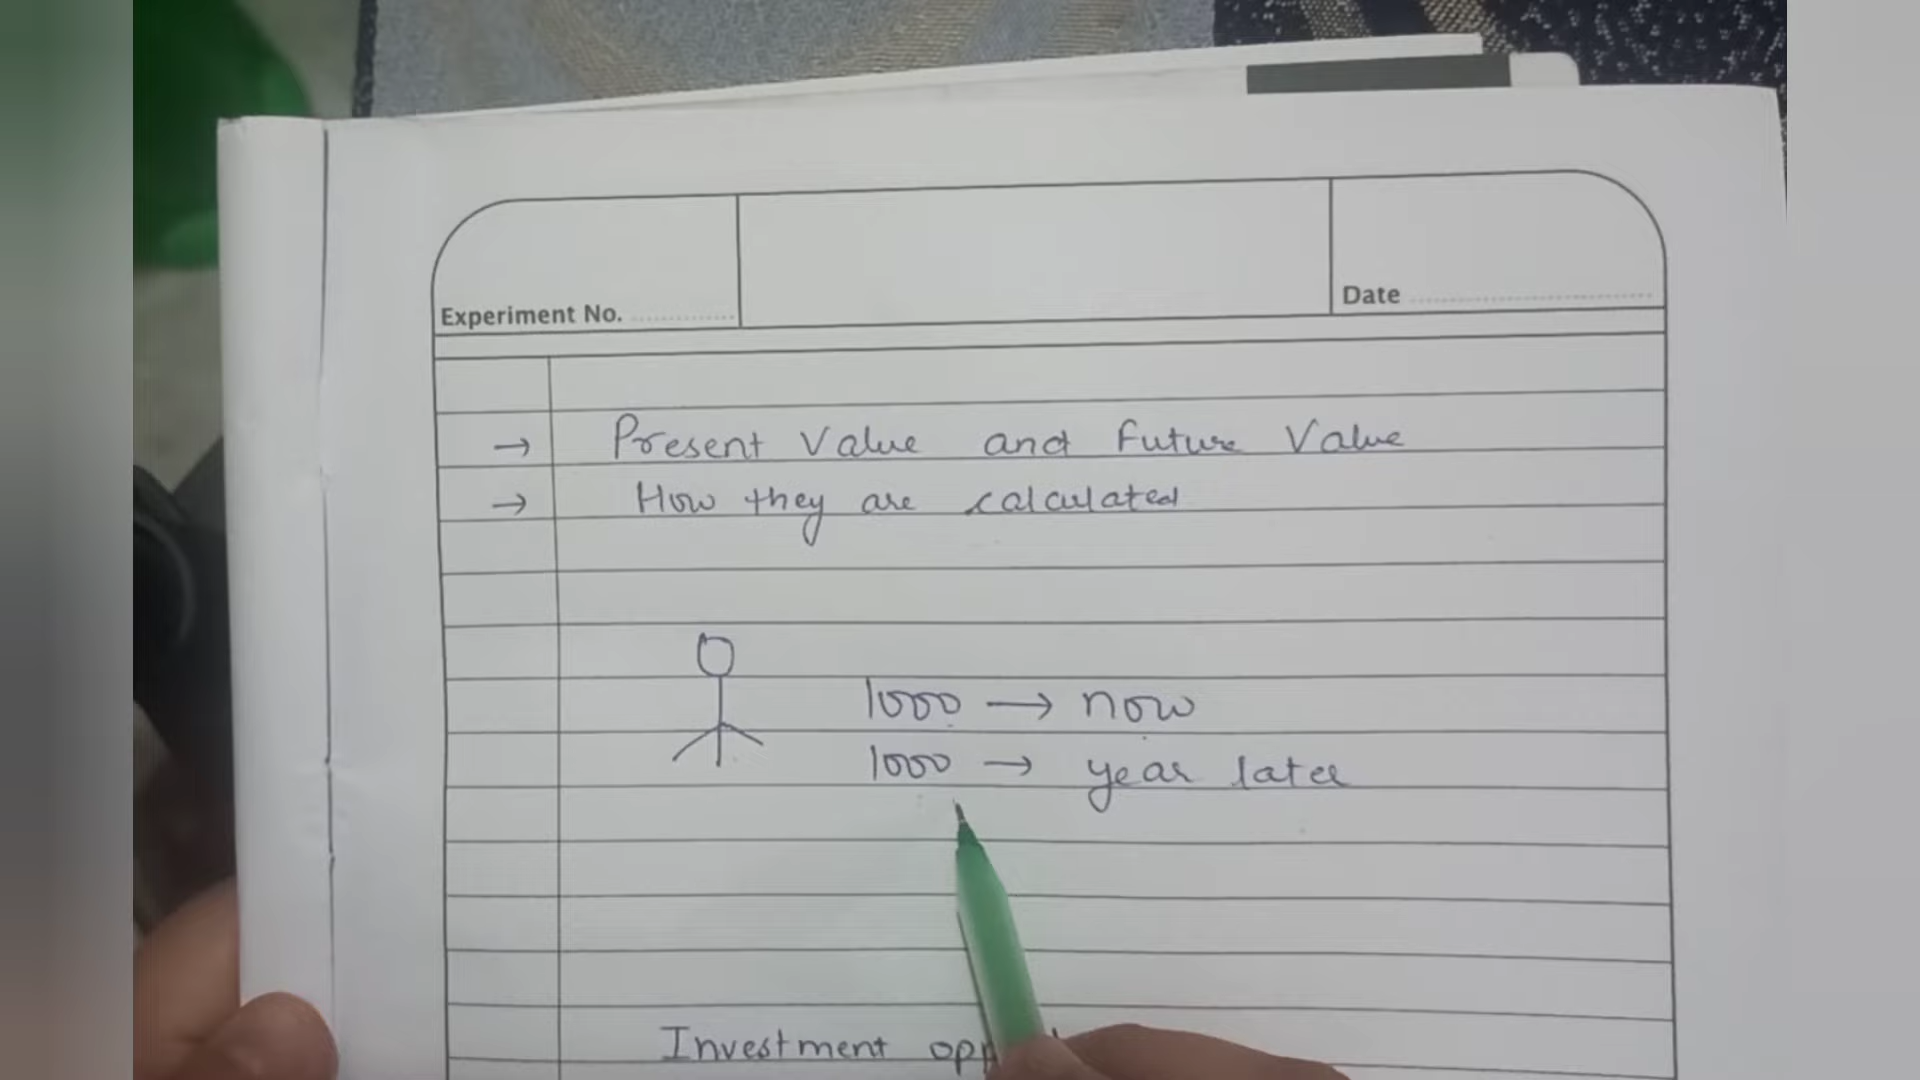 Experiment No.
Date
→ Present Value and Future Value
→ How they are calculated
1000 → now
1000 → year later
Investment